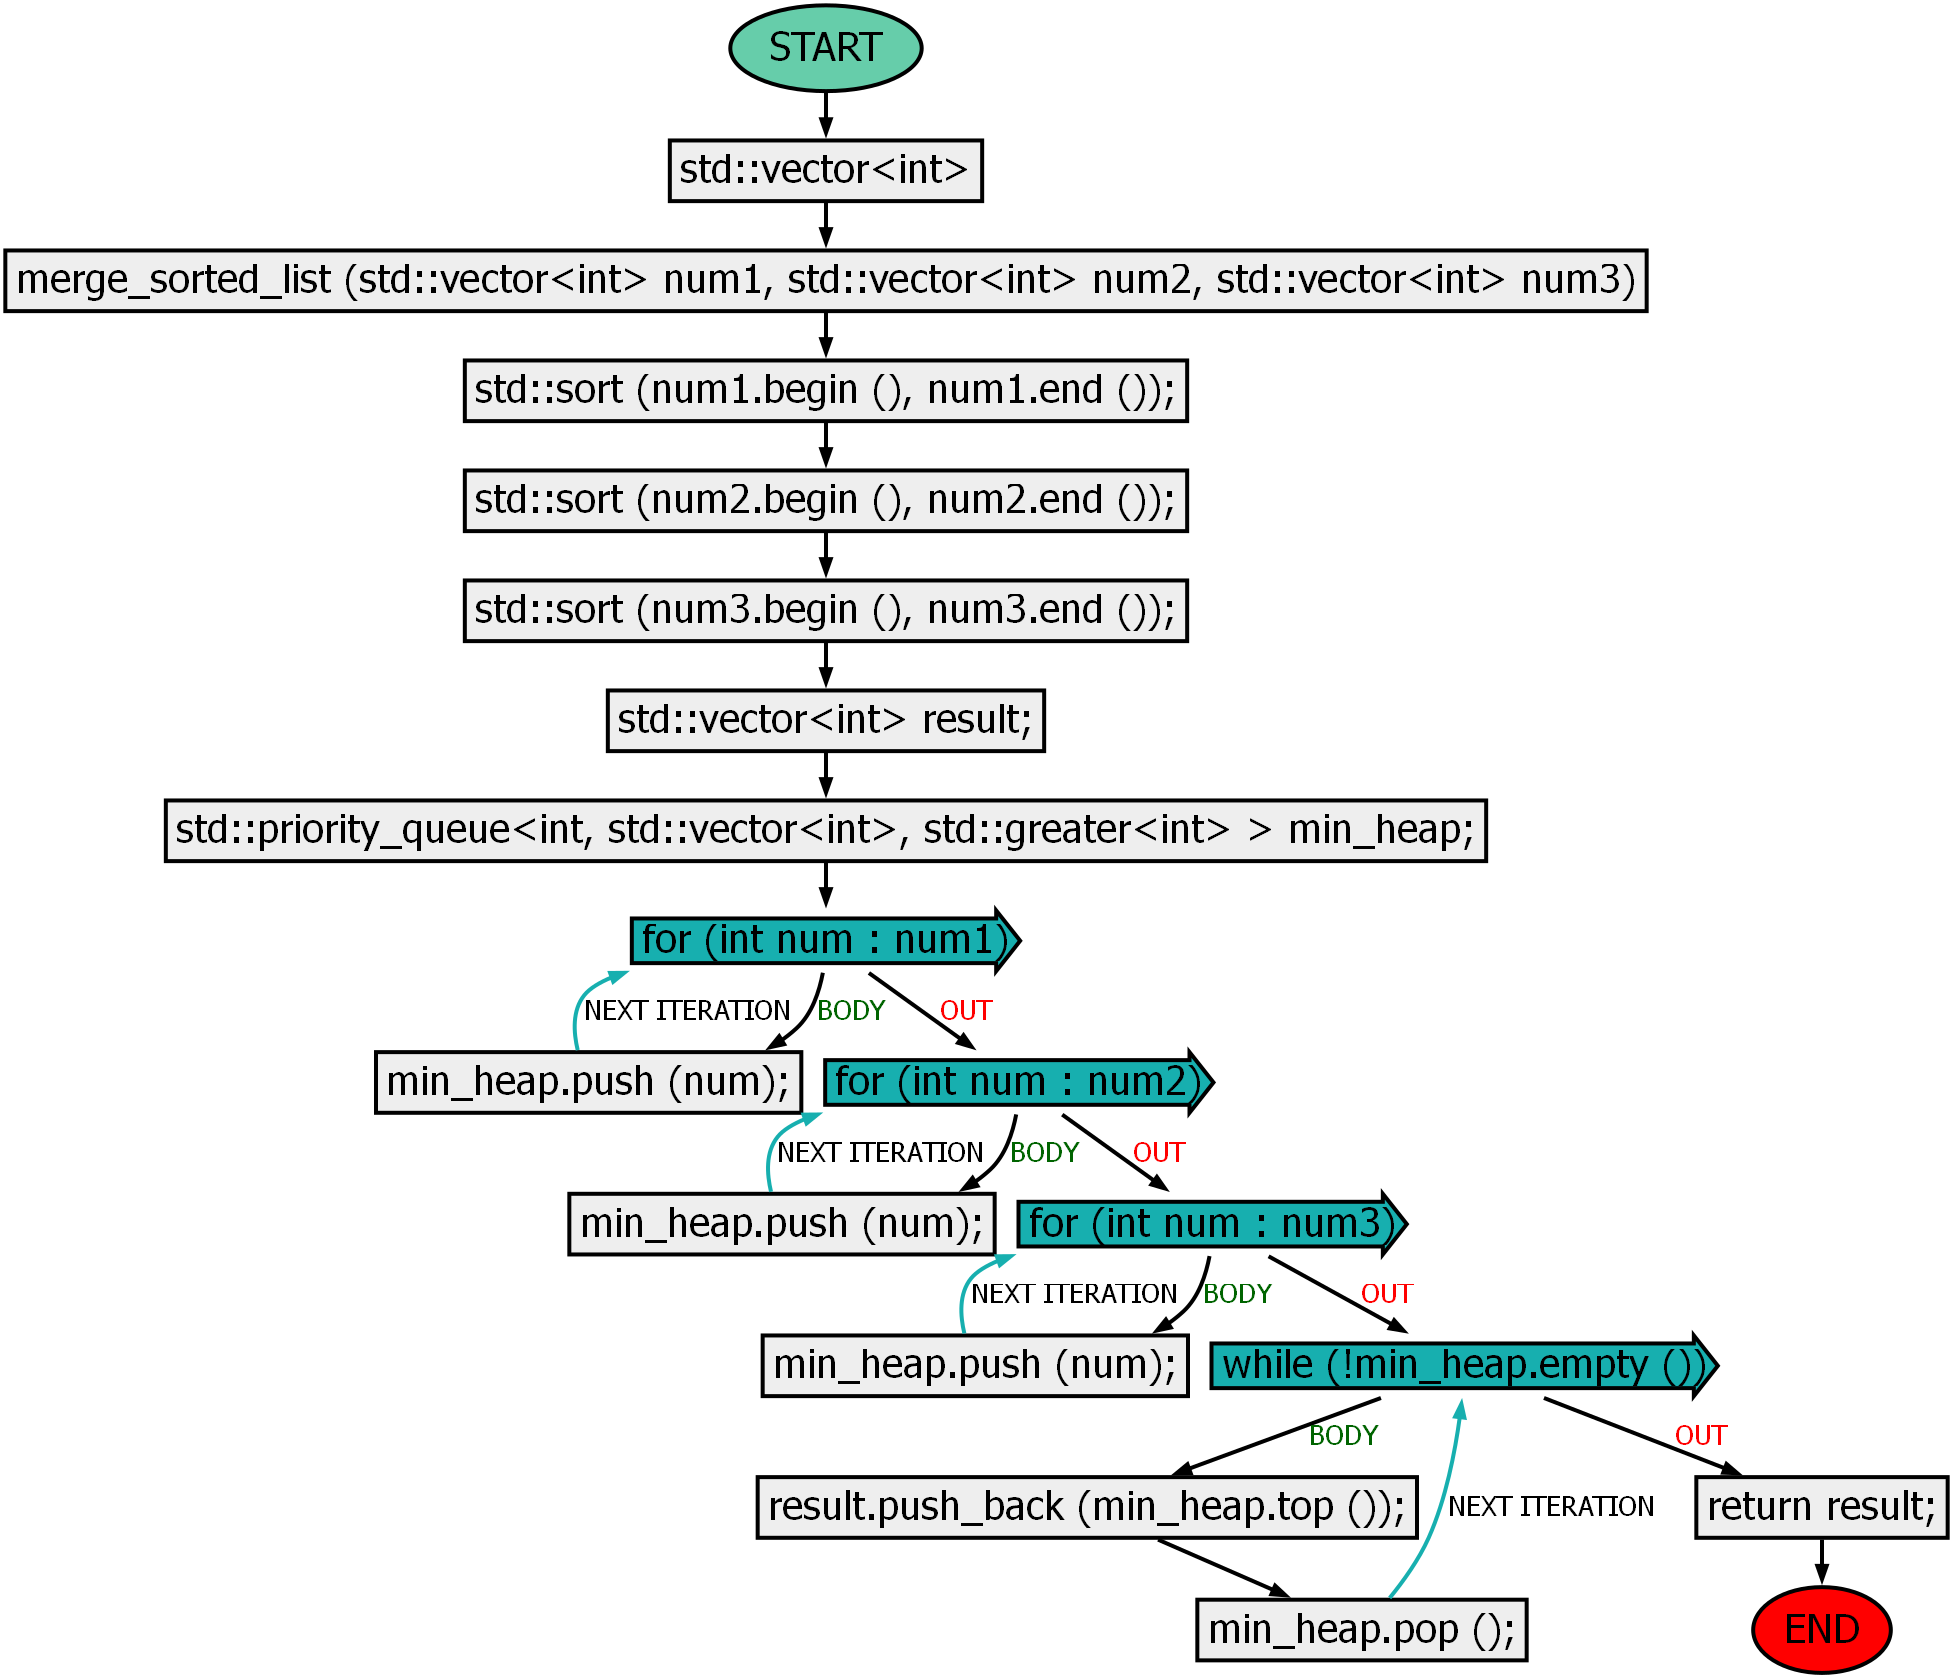 START
std::vector<int>
merge_sorted_list (std::vector<int> num1, std::vector<int> num2, std::vector<int> num3)
std::sort (num1.begin (), num1.end ());
std::sort (num2.begin (), num2.end ());
std::sort (num3.begin (), num3.end ());
std::vector<int> result;
std::priority_queue<int, std::vector<int>, std::greater<int> > min_heap;
for (int num : num1)
NEXT ITERATION
BODY
OUT
min_heap.push (num);
for (int num : num2)
NEXT ITERATION
BODY
OUT
min_heap.push (num);
for (int num : num3)
NEXT ITERATION
BODY
OUT
min_heap.push (num);
while (!min_heap.empty ())
BODY
OUT
result.push_back (min_heap.top ());
NEXT ITERATION
return result;
min_heap.pop ();
END